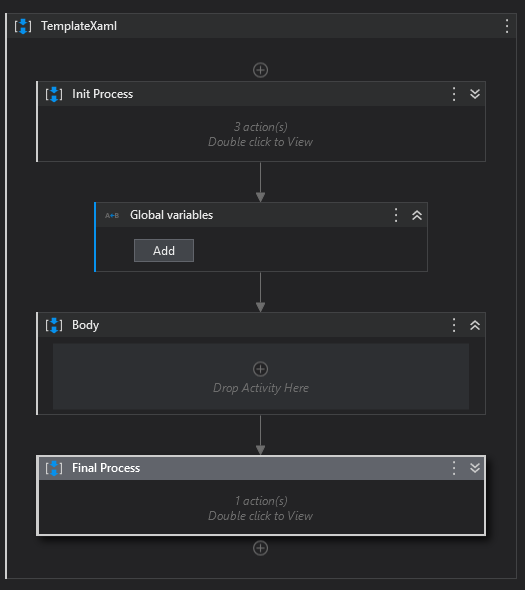 TemplateXaml
Init Process
3 action(s)
Double click to View
A+B Global variables
Add
Body
Drop Activity Here
Final Process
1 action(s)
Double click to View